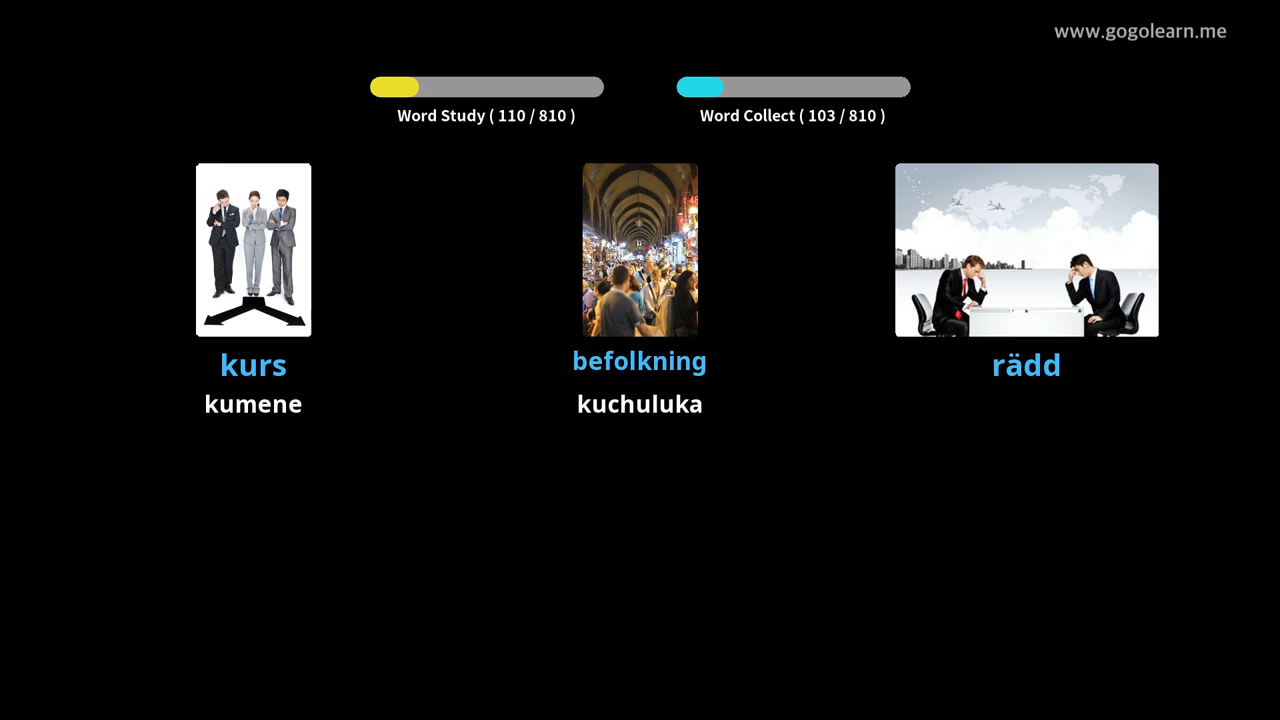 www.gogolearn.me
Word Study ( 110 / 810 )
Word Collect ( 103 / 810 )
kurs
befolkning
rädd
kumene
kuchuluka